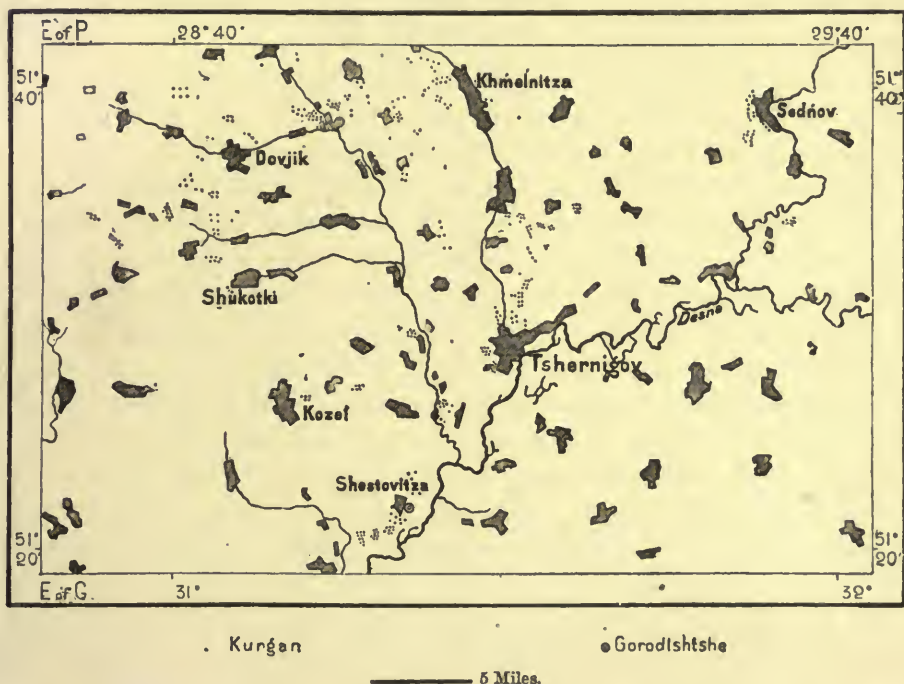 E of P. 28° 40' 29° 40'
51° 40' Khmelnitza Sednov 51° 40'
Dovjik
Shukotki
Desna
Tshernigov
Kozel
Shestovitza
51° 20' 51° 20'
E of G. 31° 32°
Kurgan Gorodishtshe
5 Miles.